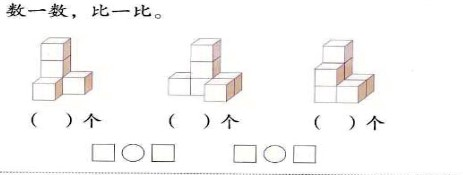 数一数，比一比。
（ ）个 （ ）个 （ ）个